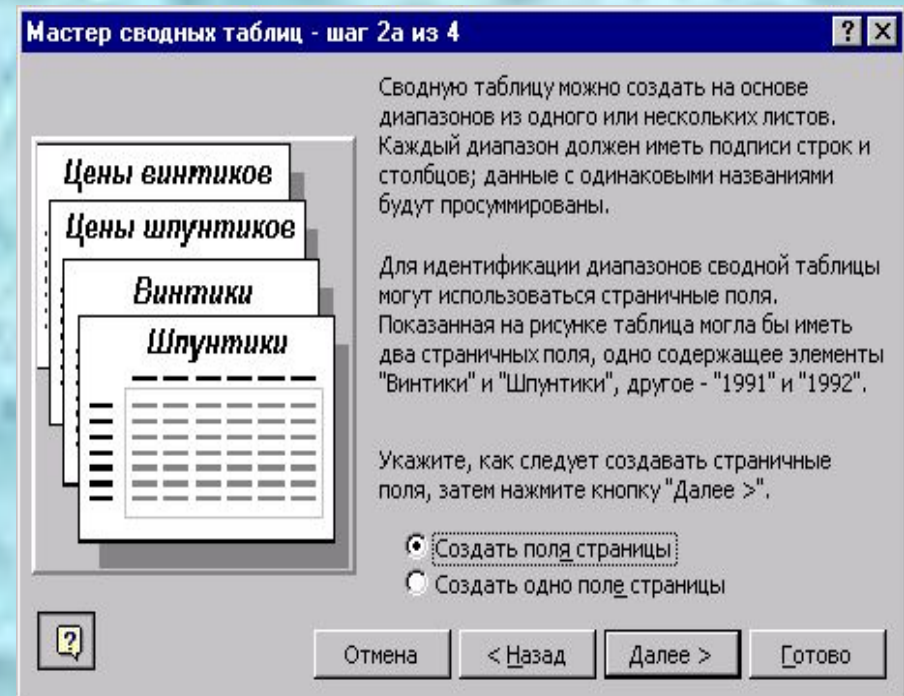 Мастер сводных таблиц - шаг 2а из 4
Сводную таблицу можно создать на основе
диапазонов из одного или нескольких листов.
Каждый диапазон должен иметь подписи строк и
столбцов; данные с одинаковыми названиями
будут просуммированы.
Цены винтиков
Цены шпунтиков
Винтики
Шпунтики
Для идентификации диапазонов сводной таблицы
могут использоваться страничные поля.
Показанная на рисунке таблица могла бы иметь
два страничных поля, одно содержащее элементы
"Винтики" и "Шпунтики", другое - "1991" и "1992".
Укажите, как следует создавать страничные
поля, затем нажмите кнопку "Далее >".
Создать поля страницы
Создать одно поле страницы
Отмена
< Назад
Далее >
Готово